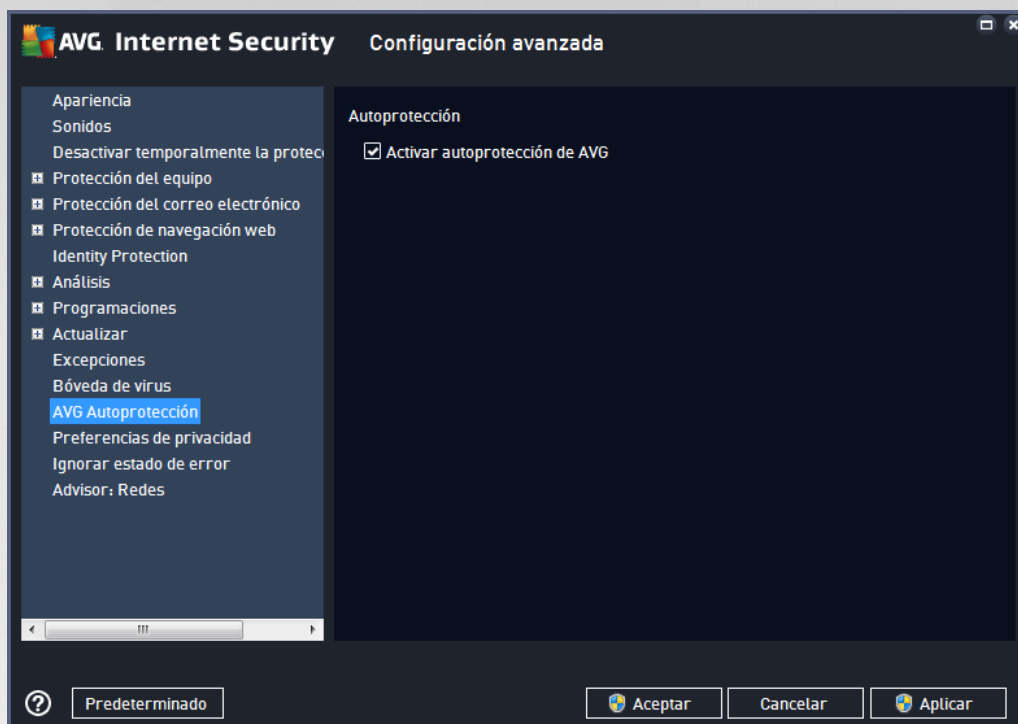 AVG. Internet Security Configuración avanzada
Apariencia
Sonidos
Desactivar temporalmente la protec
Protección del equipo
Protección del correo electrónico
Protección de navegación web
Identity Protection
Análisis
Programaciones
Actualizar
Excepciones
Bóveda de virus
AVG Autoprotección
Preferencias de privacidad
Ignorar estado de error
Advisor: Redes
Autoprotección
Activar autoprotección de AVG
? Predeterminado Aceptar Cancelar Aplicar